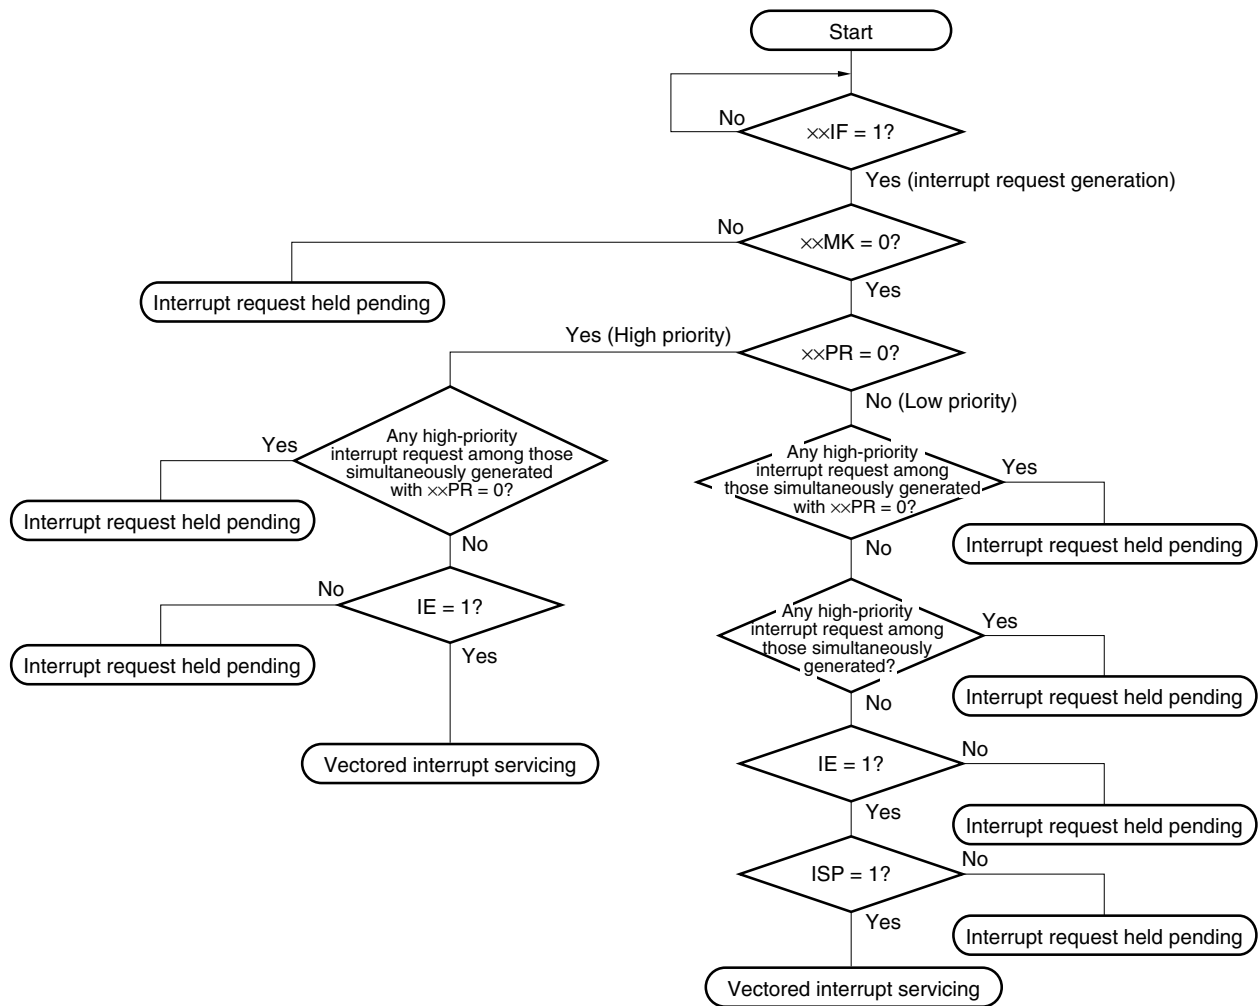 Start
No
××IF = 1?
Yes (interrupt request generation)
No
××MK = 0?
Interrupt request held pending
Yes
Yes (High priority)
××PR = 0?
No (Low priority)
Yes
Any high-priority
interrupt request among those
simultaneously generated
with ××PR = 0?
Any high-priority
interrupt request among
those simultaneously generated
with ××PR = 0?
Yes
Interrupt request held pending
No
Interrupt request held pending
No
No
IE = 1?
Any high-priority
interrupt request among
those simultaneously
generated?
Yes
Interrupt request held pending
Yes
Interrupt request held pending
No
Vectored interrupt servicing
IE = 1?
No
Yes
Interrupt request held pending
ISP = 1?
No
Yes
Interrupt request held pending
Vectored interrupt servicing